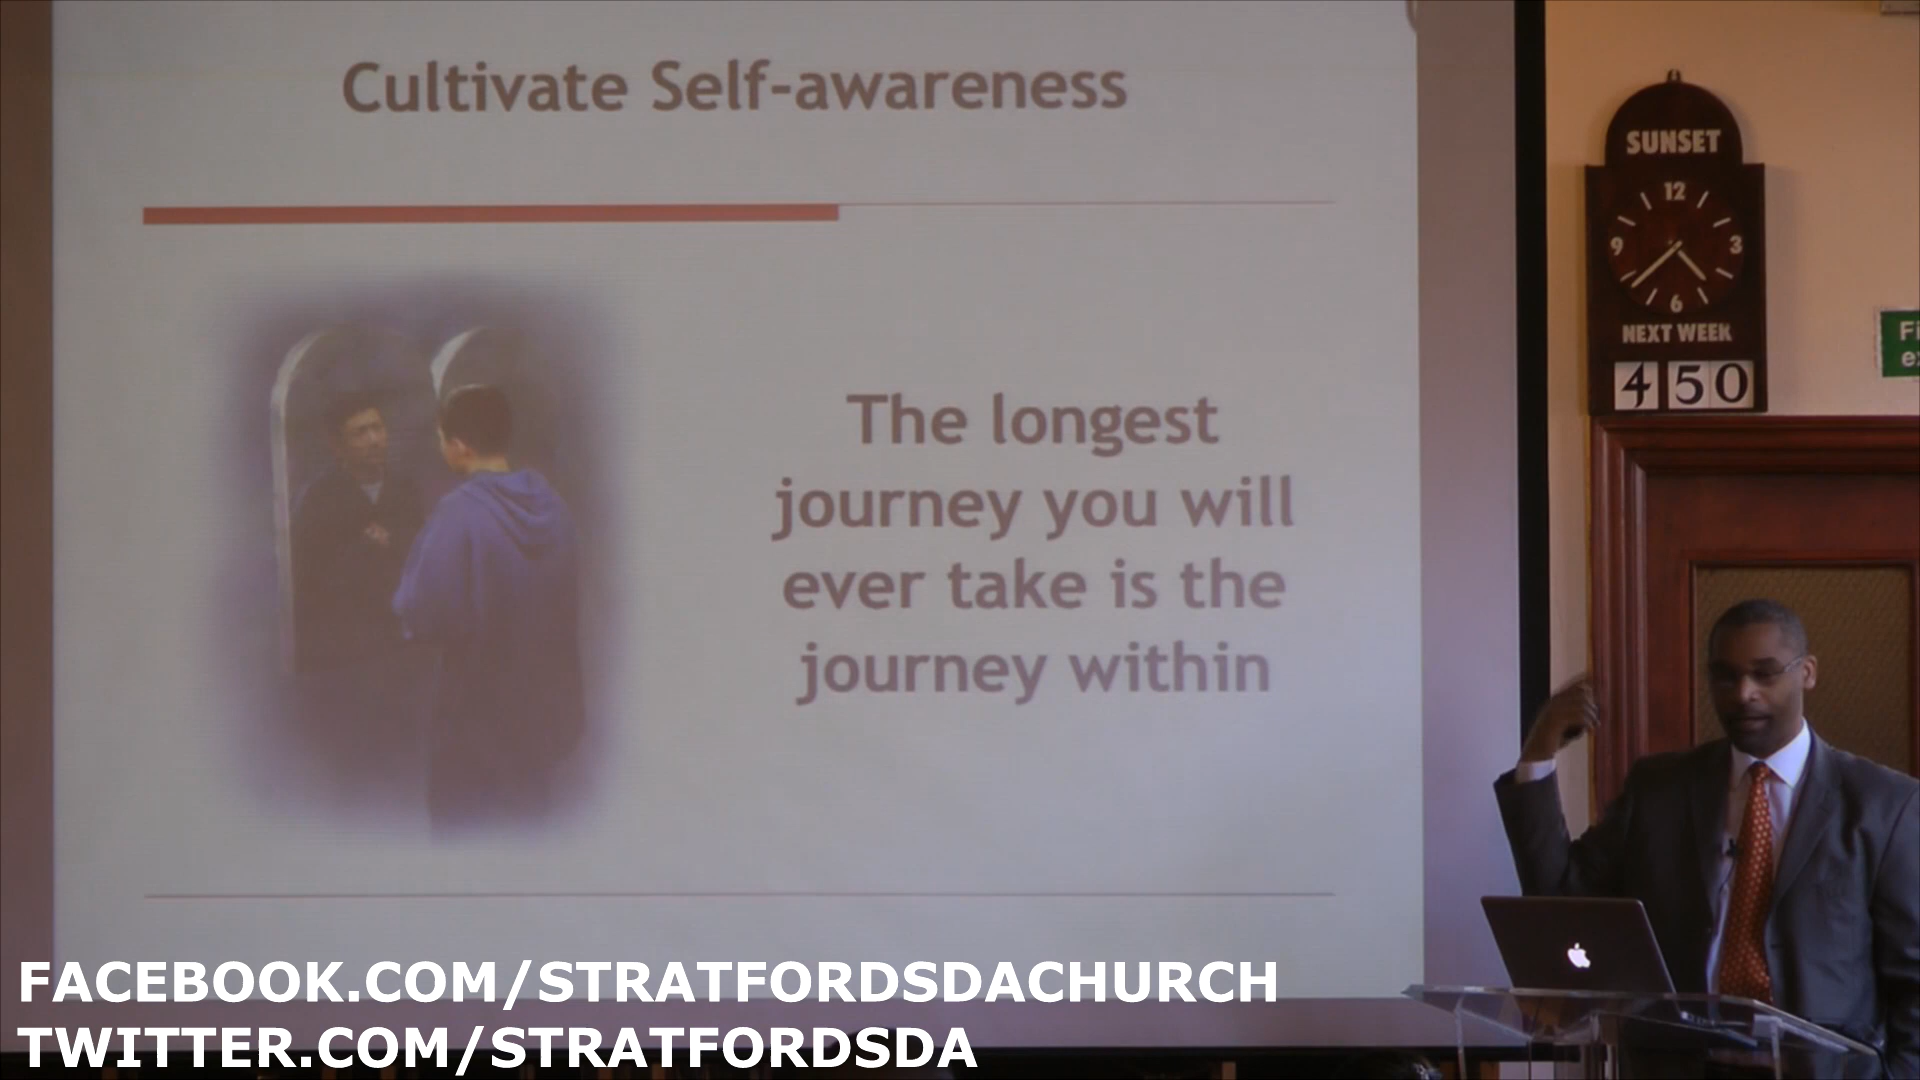 Cultivate Self-awareness
The longest
journey you will
ever take is the
journey within
SUNSET
12
9
3
6
NEXT WEEK
4 50
Fi
FACEBOOK.COM/STRATFORDSDACHURCH
TWITTER.COM/STRATFORDSDA